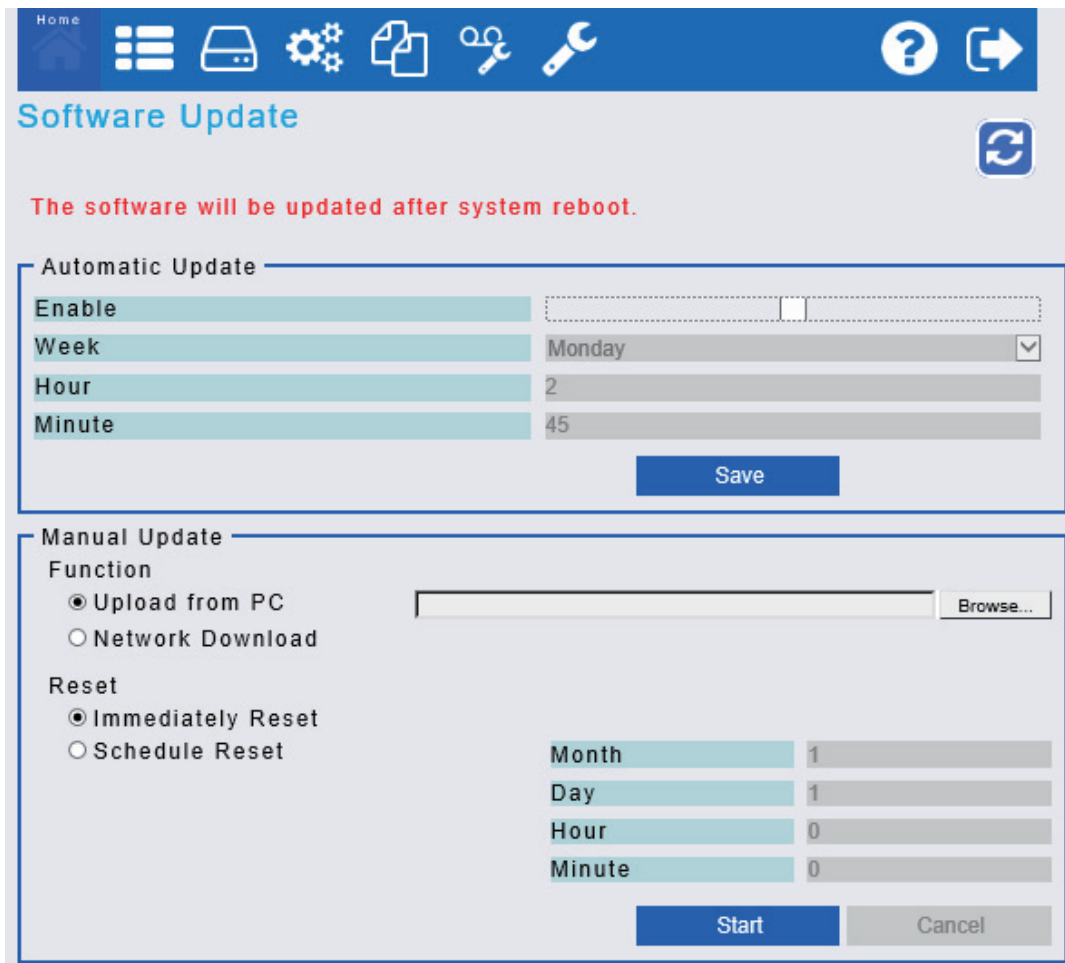 Home
Software Update
The software will be updated after system reboot.
Automatic Update
Enable
Week Monday
Hour 2
Minute 45
Save
Manual Update
Function
Upload from PC Browse...
Network Download
Reset
Immediately Reset
Schedule Reset
Month 1
Day 1
Hour 0
Minute 0
Start Cancel